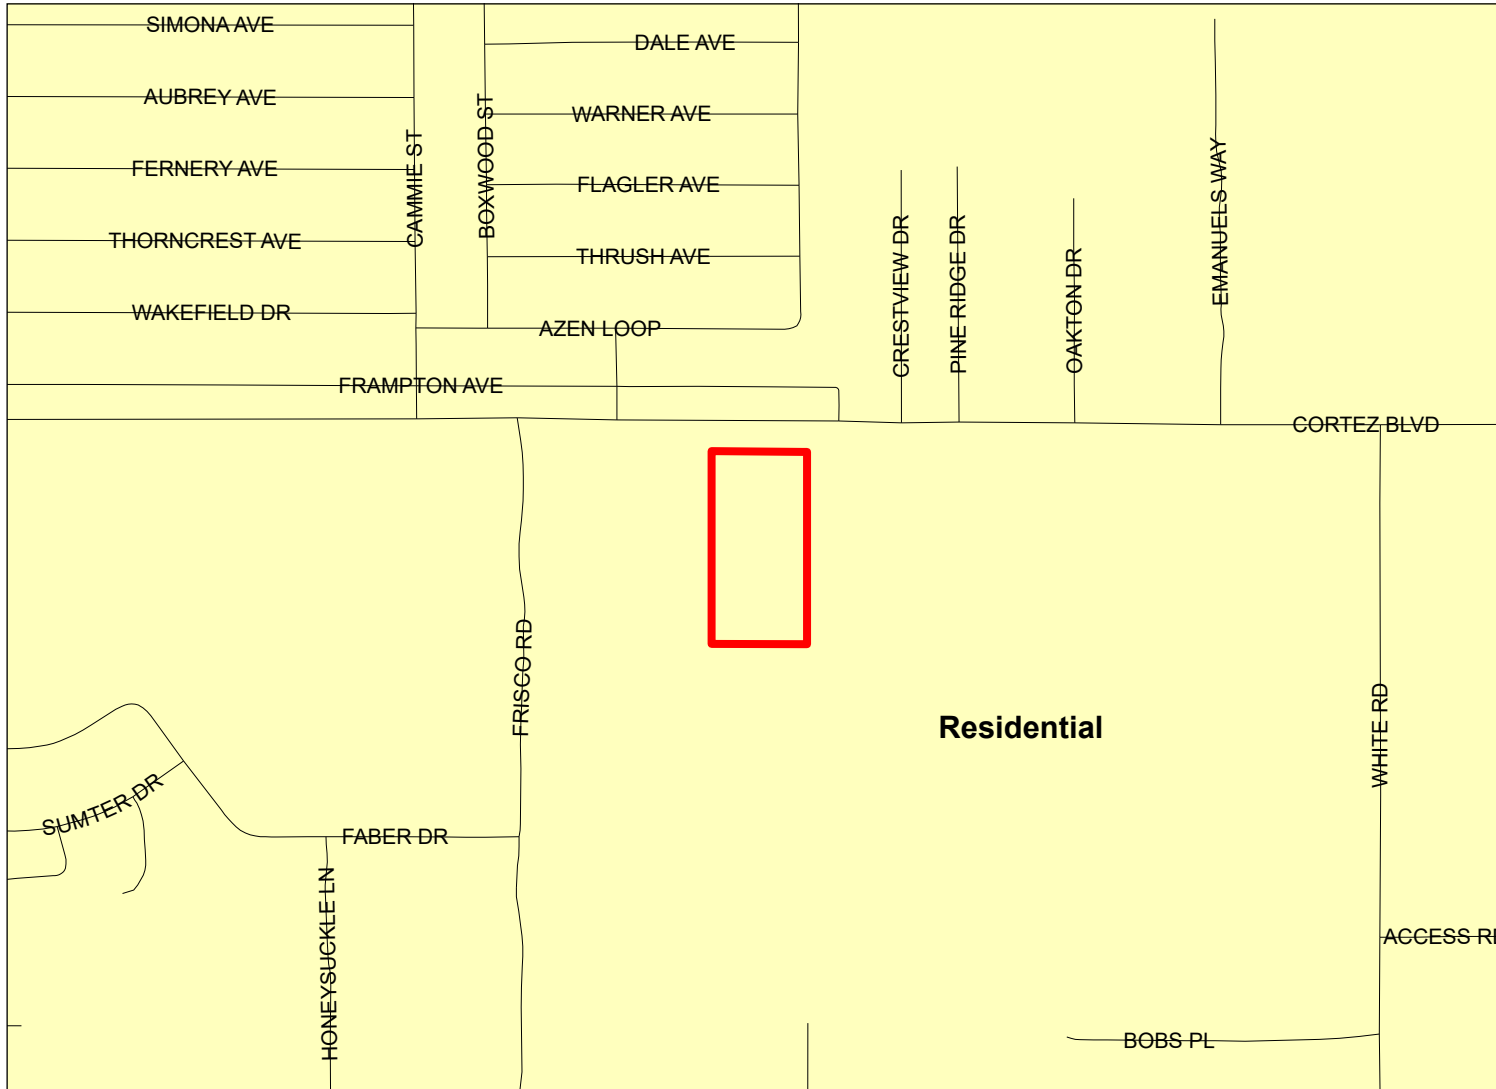 SIMONA AVE
DALE AVE
AUBREY AVE
WARNER AVE
BOXWOOD ST
CAMMIE ST
FERNERY AVE
FLAGLER AVE
EMANUELS WAY
THORNCREST AVE
THRUSH AVE
CRESTVIEW DR
PINE RIDGE DR
OAKTON DR
WAKEFIELD DR
AZEN LOOP
FRAMPTON AVE
CORTEZ BLVD
FRISCO RD
Residential
WHITE RD
SUMTER DR
FABER DR
HONEYSUCKLE LN
ACCESS R
BOBS PL